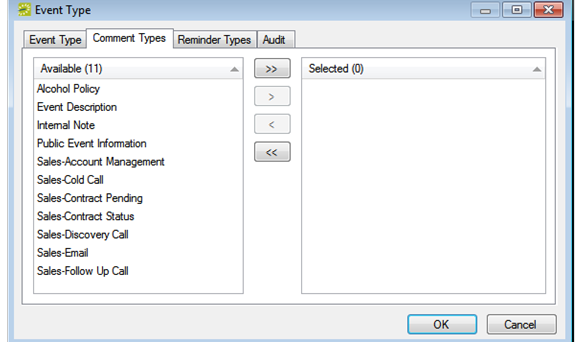 Event Type
Event Type Comment Types Reminder Types Audit
Available (11) >> Selected (0)
Alcohol Policy
>
Event Description
Internal Note
<
Public Event Information
<<
Sales-Account Management
Sales-Cold Call
Sales-Contract Pending
Sales-Contract Status
Sales-Discovery Call
Sales-Email
Sales-Follow Up Call
OK Cancel